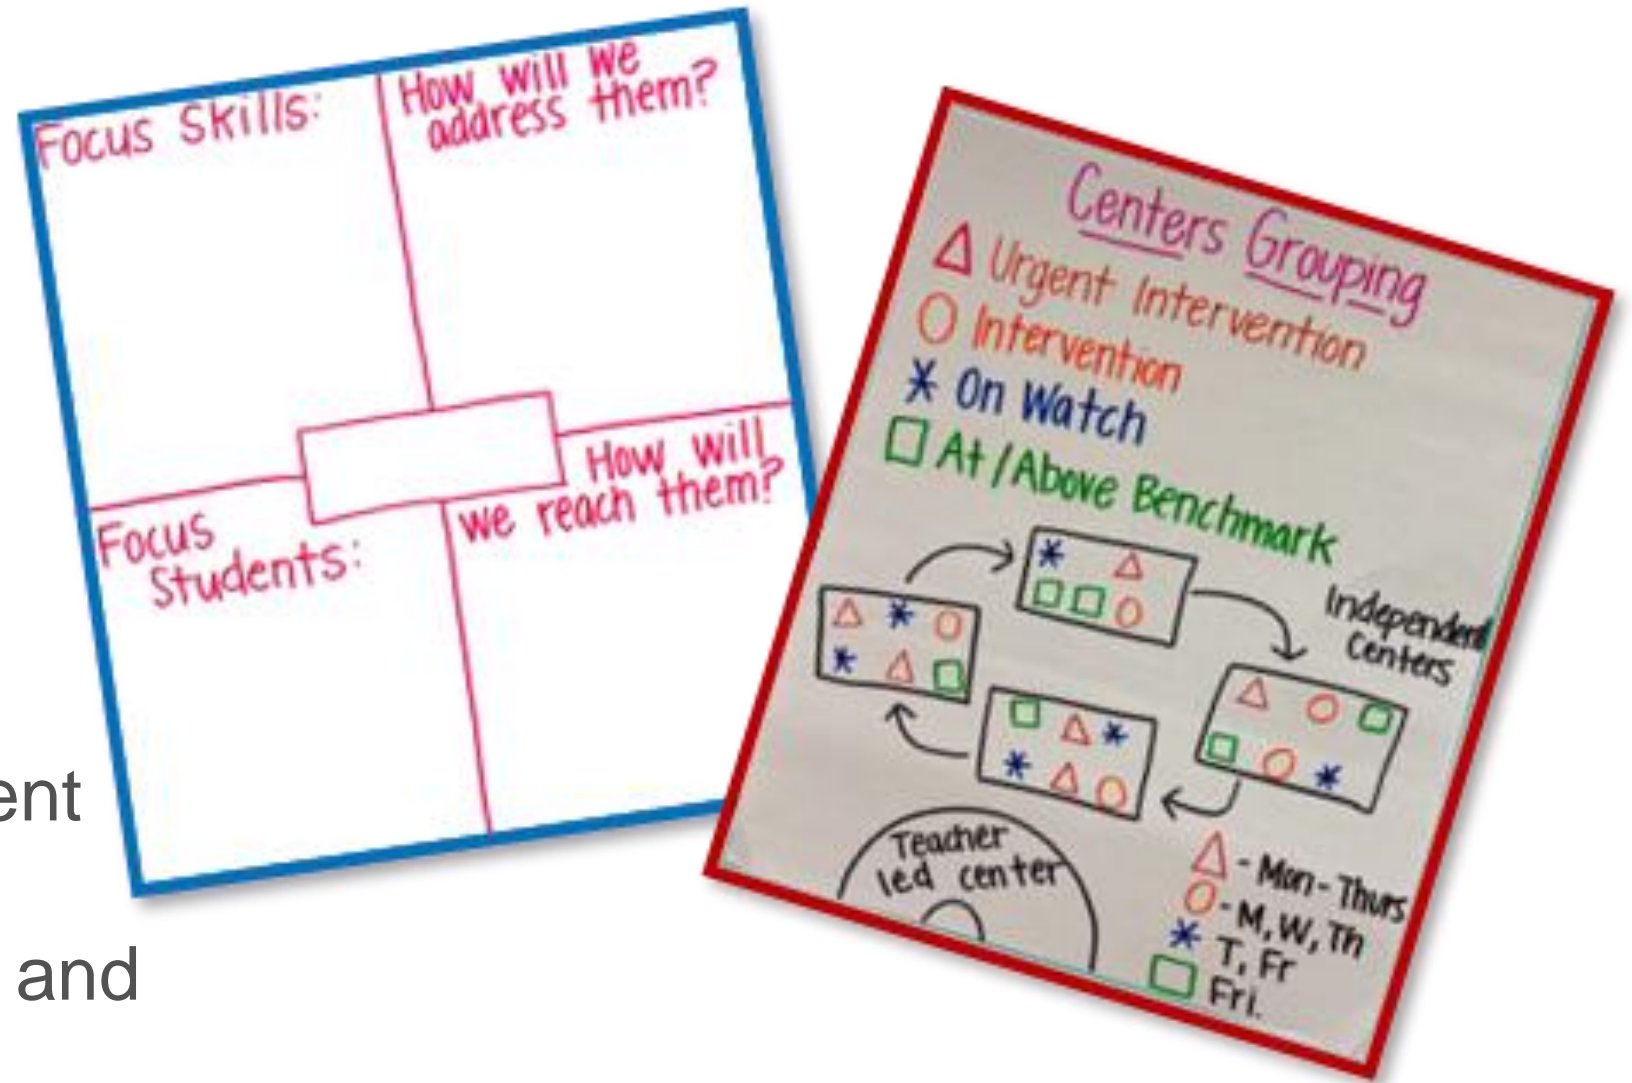 Focus Skills:
How will we
address them?
Focus
Students:
How will
we reach them?
Centers Grouping
Urgent Intervention
Intervention
On Watch
At / Above Benchmark
Independent
Centers
Teacher
led center
- Mon - Thurs
- M, W, Th
T, Fr
Fri.
ent
and